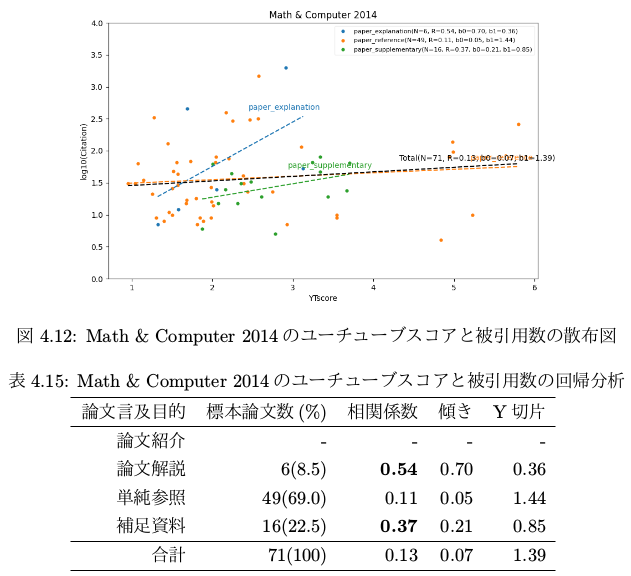 Math & Computer 2014
paper_explanation(N=6, R=0.54, b0=0.70, b1=0.36)
paper_reference(N=49, R=0.11, b0=0.05, b1=1.44)
paper_supplementary(N=16, R=0.37, b0=0.21, b1=0.85)
4.0
3.5
3.0
2.5
2.0
1.5
1.0
0.5
0.0
log10(Citation)
paper_explanation
paper_supplementary
Total(N=71, R=0.13, b0=0.07, b1=1.39)
1 2 3 4 5 6
YTscore
図 4.12: Math & Computer 2014 のユーチューブスコアと被引用数の散布図
表 4.15: Math & Computer 2014 のユーチューブスコアと被引用数の回帰分析
論文言及目的 標本論文数 (%) 相関係数 傾き Y 切片
論文紹介 - - - -
論文解説 6(8.5) 0.54 0.70 0.36
単純参照 49(69.0) 0.11 0.05 1.44
補足資料 16(22.5) 0.37 0.21 0.85
合計 71(100) 0.13 0.07 1.39